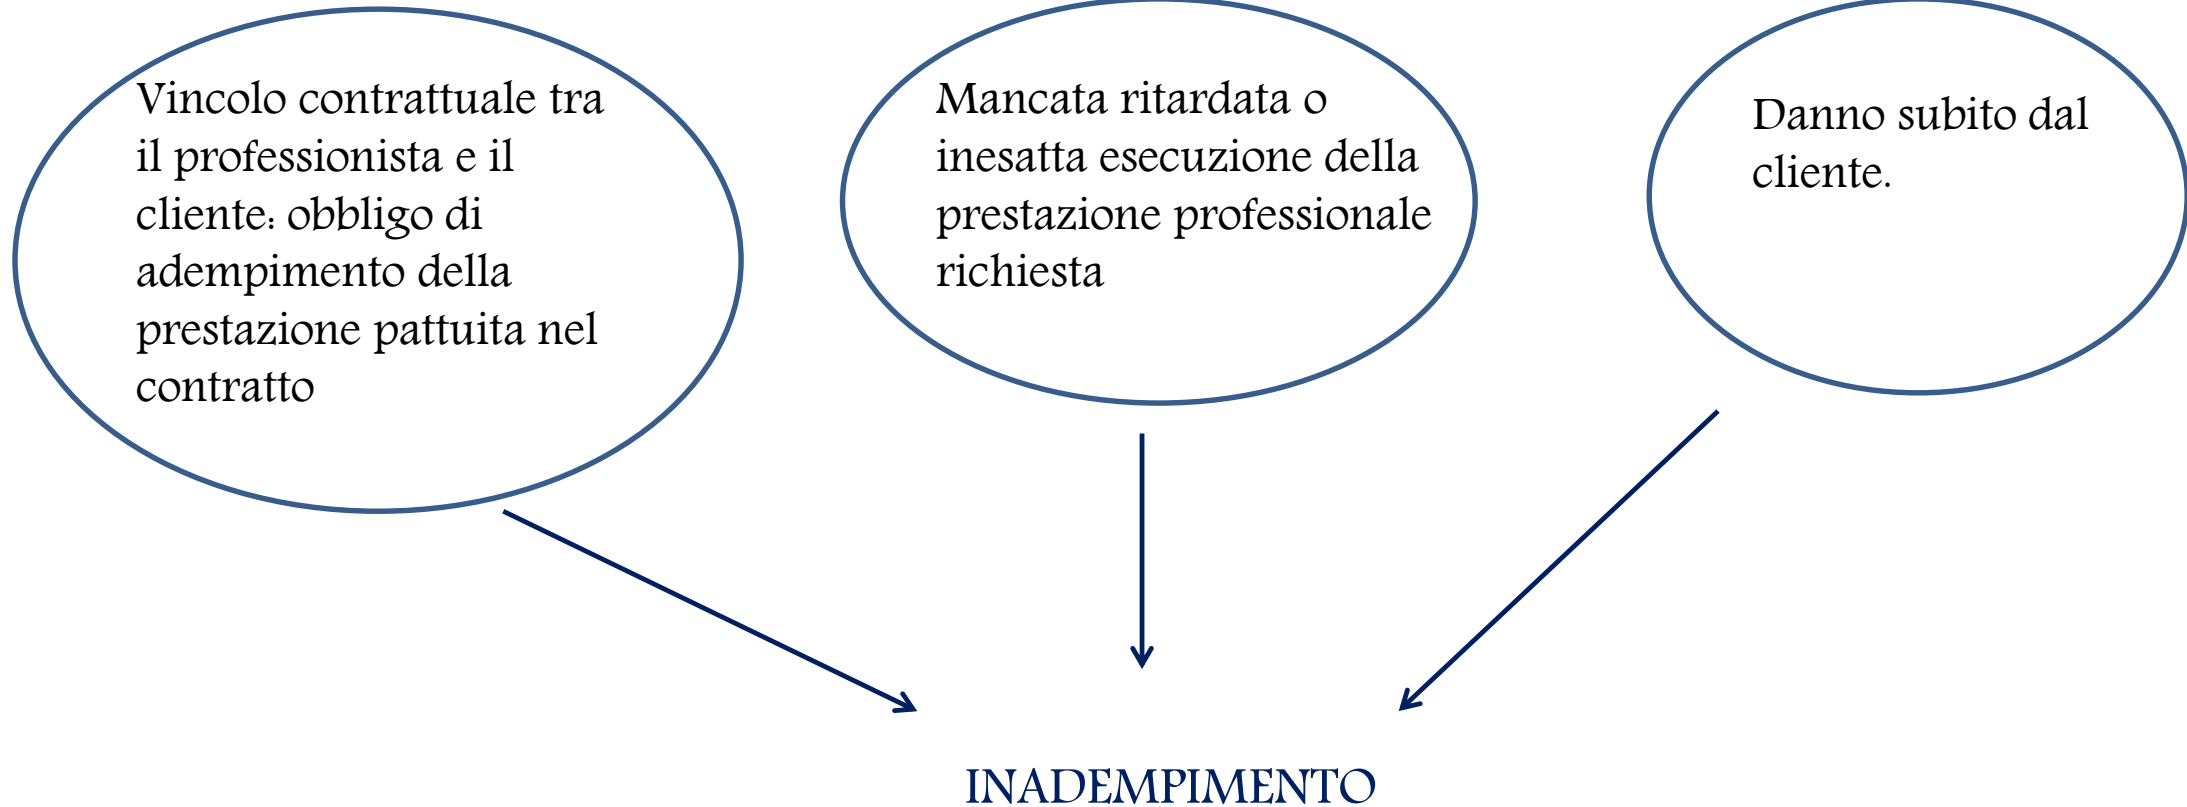 Vincolo contrattuale tra
il professionista e il
cliente: obbligo di
adempimento della
prestazione pattuita nel
contratto
Mancata ritardata o
inesatta esecuzione della
prestazione professionale
richiesta
Danno subito dal
cliente.
INADEMPIMENTO